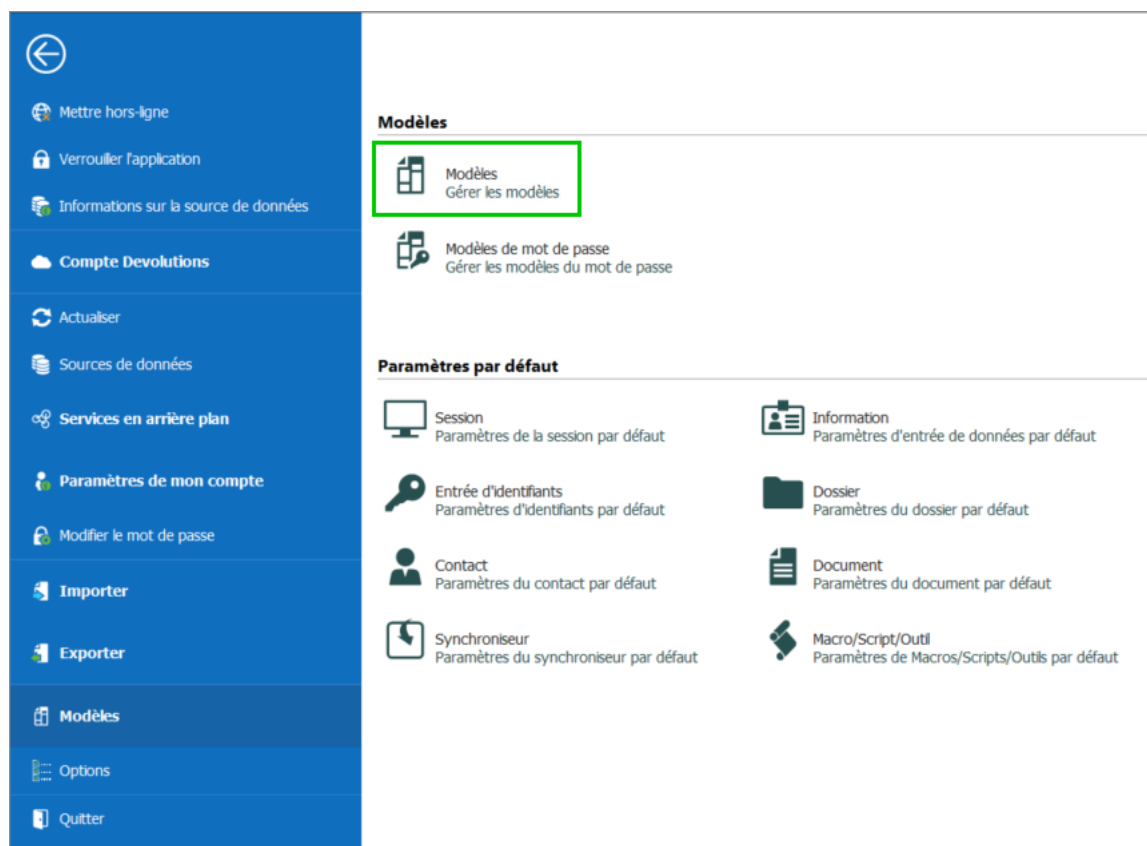 Mettre hors-ligne
Verrouiller l'application
Informations sur la source de données
Compte Devolutions
Actualiser
Sources de données
Services en arrière plan
Paramètres de mon compte
Modifier le mot de passe
Importer
Exporter
Modèles
Options
Quitter
Modèles
Modèles
Gérer les modèles
Modèles de mot de passe
Gérer les modèles du mot de passe
Paramètres par défaut
Session
Paramètres de la session par défaut
Information
Paramètres d'entrée de données par défaut
Entrée d'identifiants
Paramètres d'identifiants par défaut
Dossier
Paramètres du dossier par défaut
Contact
Paramètres du contact par défaut
Document
Paramètres du document par défaut
Synchroniseur
Paramètres du synchroniseur par défaut
Macro/Script/Outil
Paramètres de Macros/Scripts/Outils par défaut